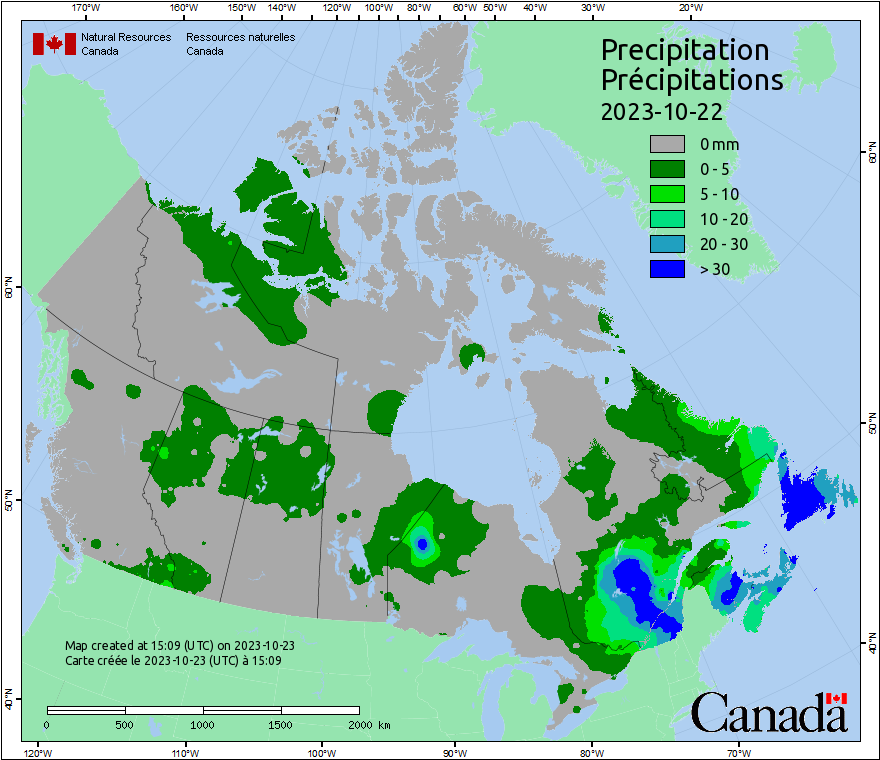 170°W 160°W 150°W 140°W 130°W 120°W 110°W 100°W 90°W 80°W 70°W 60°W 50°W 40°W 30°W 20°W
Natural Resources Ressources naturelles
Canada Canada
Precipitation
Précipitations
2023-10-22
0 mm
0 - 5
5 - 10
10 - 20
20 - 30
> 30
60°N
60°N
50°N
50°N
40°N
40°N
Map created at 15:09 (UTC) on 2023-10-23
Carte créée le 2023-10-23 (UTC) à 15:09
0 500 1000 1500 2000 km
Canada
120°W 110°W 100°W 90°W 80°W 70°W